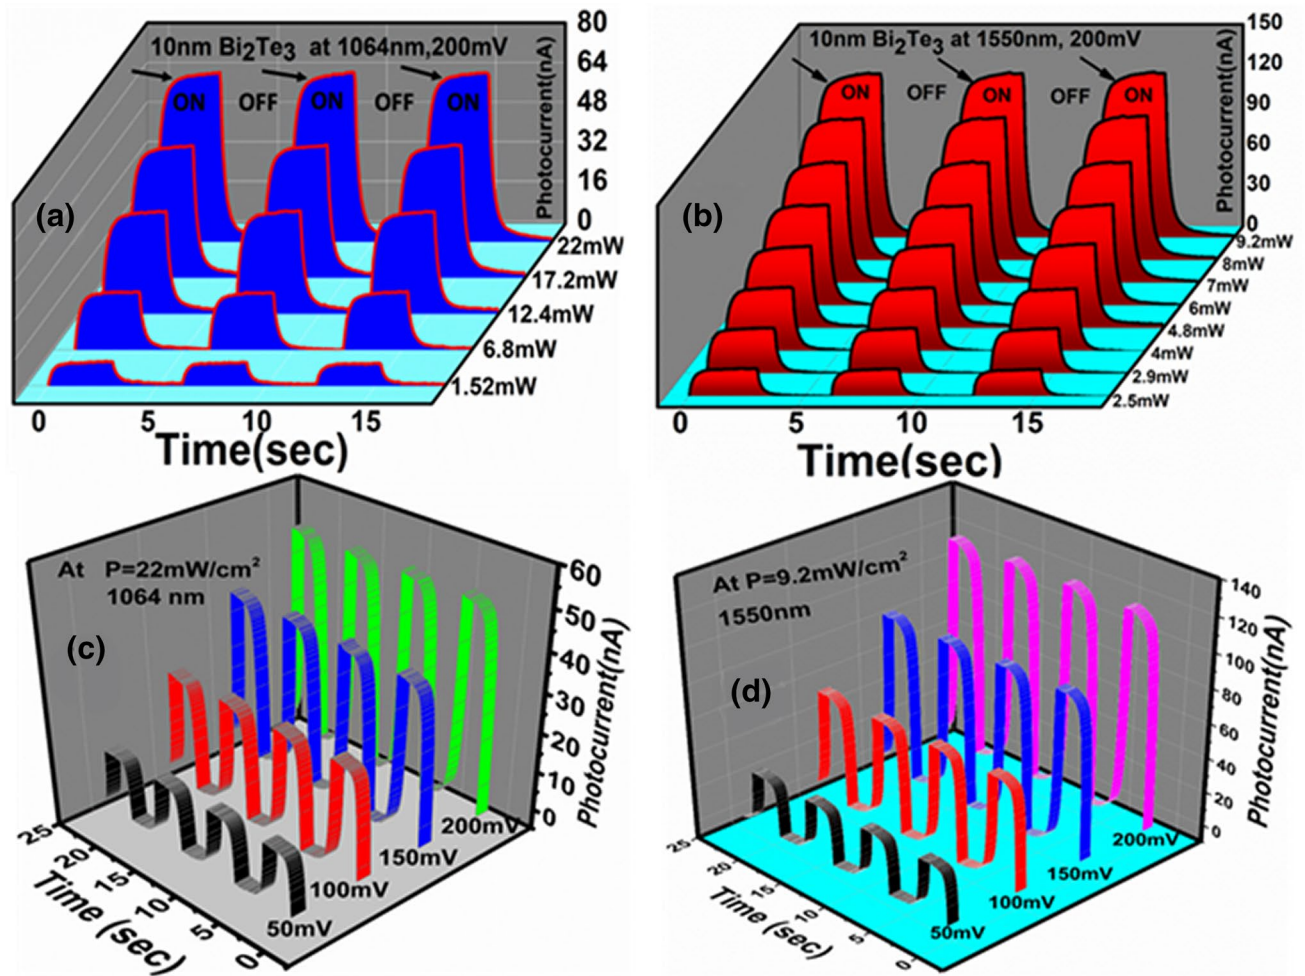 10nm Bi₂Te₃ at 1064nm,200mV
ON OFF ON OFF ON
(a)
80
64
48
32
16
0
Photocurrent(nA)
22mW
17.2mW
12.4mW
6.8mW
1.52mW
0 5 10 15
Time(sec)
10nm Bi₂Te₃ at 1550nm, 200mV
ON OFF ON OFF ON
(b)
150
120
90
60
30
0
Photocurrent(nA)
9.2mW
8mW
7mW
6mW
4.8mW
4mW
2.9mW
2.5mW
0 5 10 15
Time(sec)
At P=22mW/cm²
1064 nm
(c)
60
50
40
30
20
10
0
Photocurrent(nA)
200mV
150mV
100mV
50mV
25 20 15 10 5 0
Time (sec)
At P=9.2mW/cm²
1550nm
(d)
140
120
100
80
60
40
20
0
Photocurrent(nA)
200mV
150mV
100mV
50mV
25 20 15 10 5 0
Time (sec)